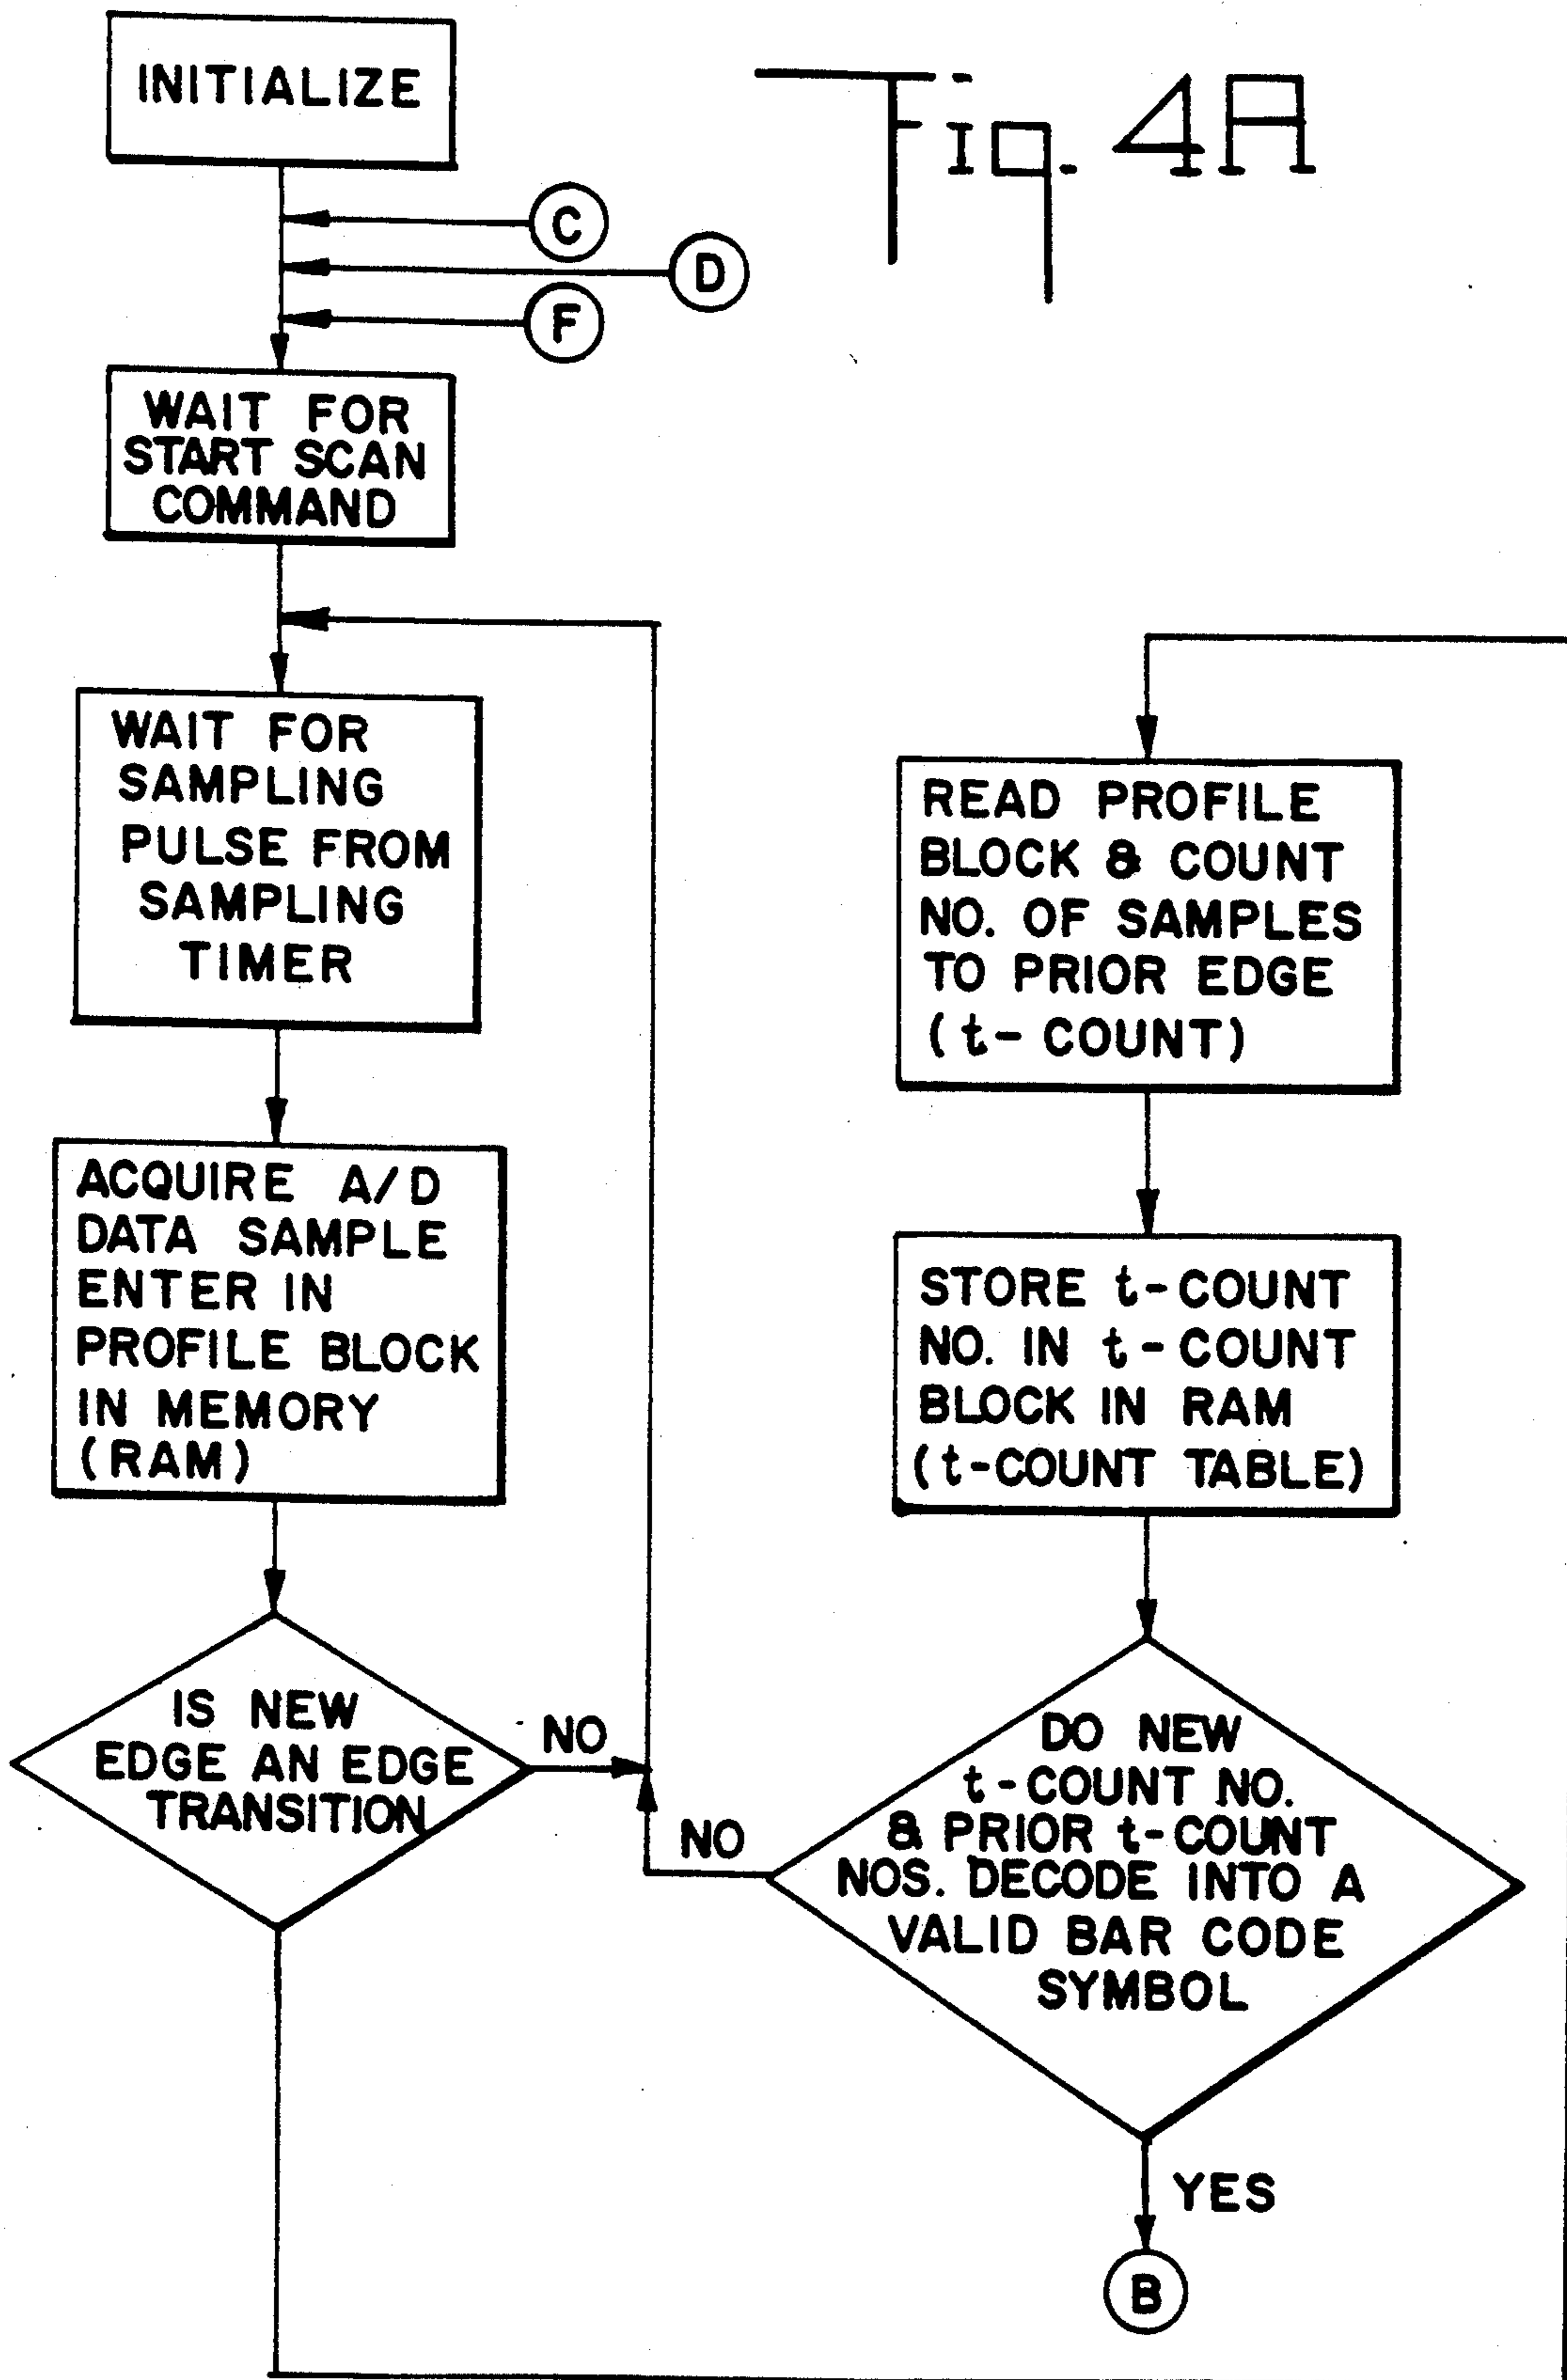 Fig. 4A
INITIALIZE
C
D
F
WAIT FOR
START SCAN
COMMAND
WAIT FOR
SAMPLING
PULSE FROM
SAMPLING
TIMER
ACQUIRE A/D
DATA SAMPLE
ENTER IN
PROFILE BLOCK
IN MEMORY
(RAM)
IS NEW
EDGE AN EDGE
TRANSITION
NO
READ PROFILE
BLOCK & COUNT
NO. OF SAMPLES
TO PRIOR EDGE
(t- COUNT)
STORE t-COUNT
NO. IN t-COUNT
BLOCK IN RAM
(t-COUNT TABLE)
DO NEW
t-COUNT NO.
& PRIOR t-COUNT
NOS. DECODE INTO A
VALID BAR CODE
SYMBOL
NO
YES
B